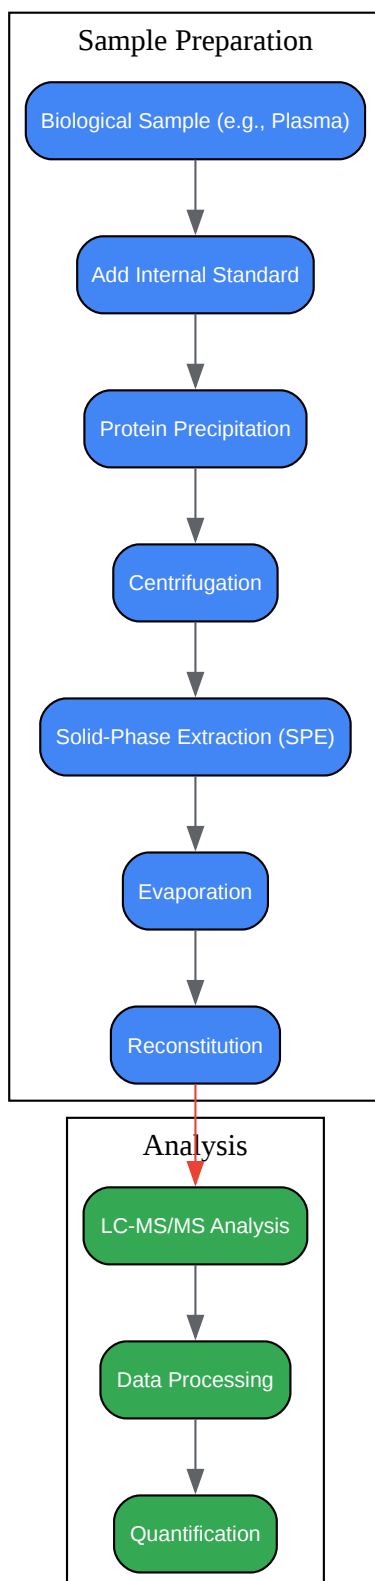 Sample Preparation
Biological Sample (e.g., Plasma)
Add Internal Standard
Protein Precipitation
Centrifugation
Solid-Phase Extraction (SPE)
Evaporation
Reconstitution
Analysis
LC-MS/MS Analysis
Data Processing
Quantification